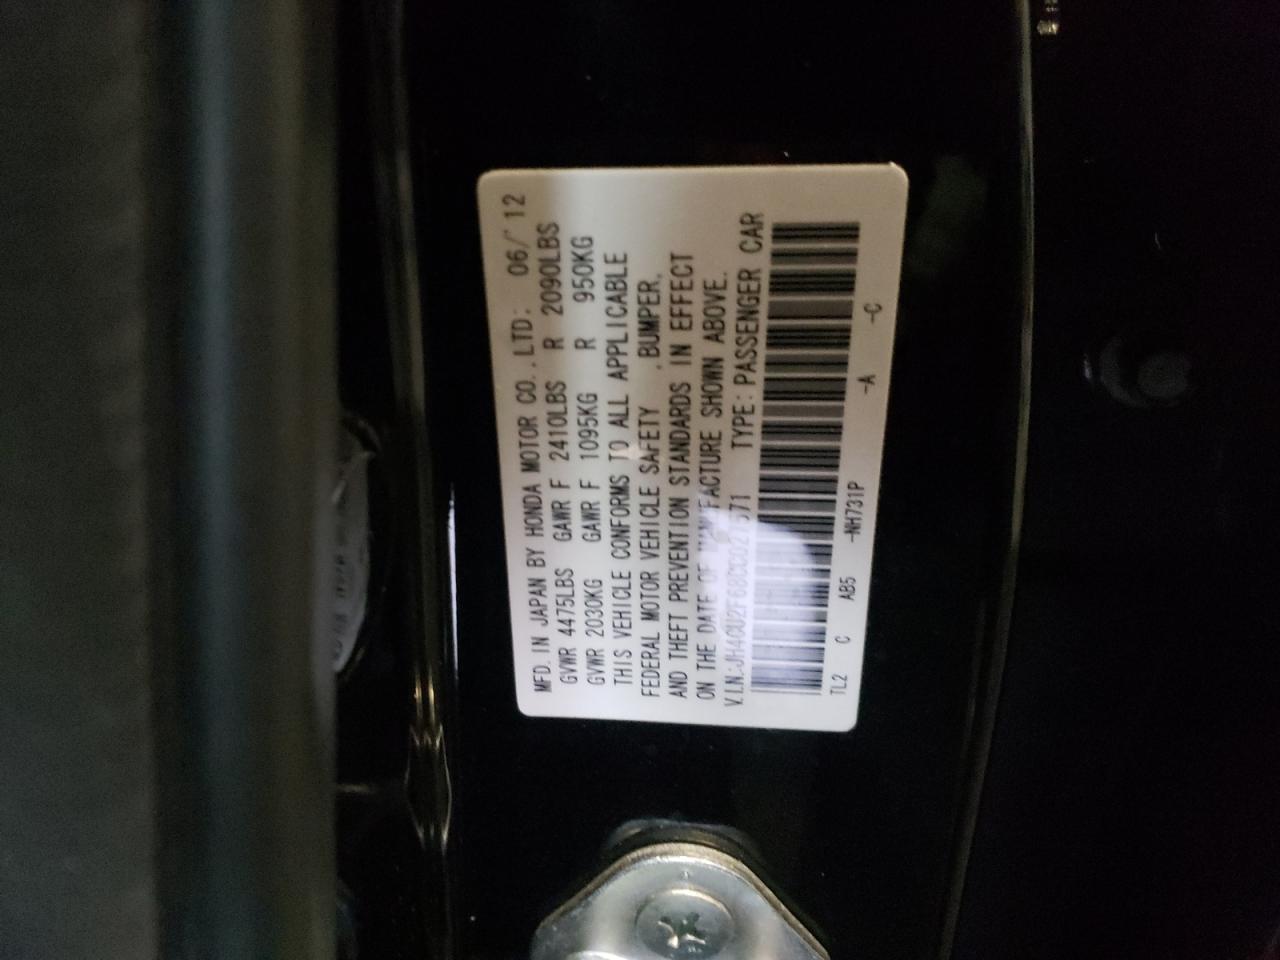 MFD. IN JAPAN BY HONDA MOTOR CO., LTD: 06/'12
GVWR 4475LBS GAWR F 2410LBS R 2090LBS
GVWR 2030KG GAWR F 1095KG R 950KG
THIS VEHICLE CONFORMS TO ALL APPLICABLE
FEDERAL MOTOR VEHICLE SAFETY , BUMPER,
AND THEFT PREVENTION STANDARDS IN EFFECT
ON THE DATE OF MANUFACTURE SHOWN ABOVE.
V.I.N.: TYPE: PASSENGER CAR
TL2 C AB5 -NH731P -A -C